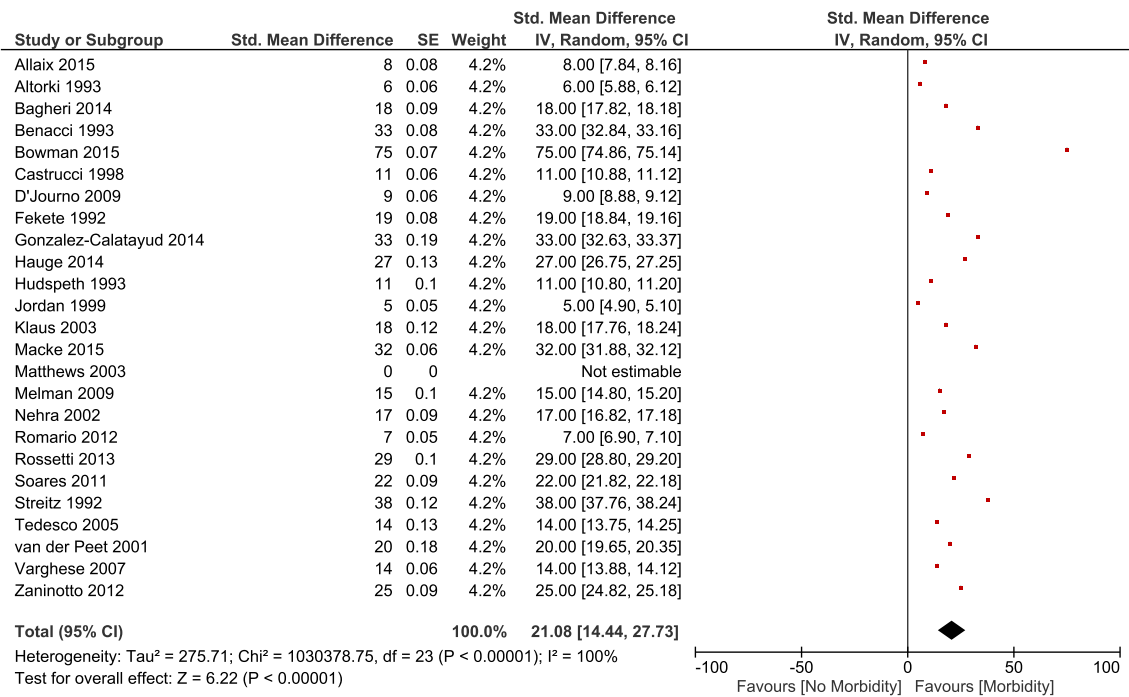 Std. Mean Difference Std. Mean Difference
Study or Subgroup Std. Mean Difference SE Weight IV, Random, 95% CI IV, Random, 95% CI
Allaix 2015 8 0.08 4.2% 8.00 [7.84, 8.16]
Altorki 1993 6 0.06 4.2% 6.00 [5.88, 6.12]
Bagheri 2014 18 0.09 4.2% 18.00 [17.82, 18.18]
Benacci 1993 33 0.08 4.2% 33.00 [32.84, 33.16]
Bowman 2015 75 0.07 4.2% 75.00 [74.86, 75.14]
Castrucci 1998 11 0.06 4.2% 11.00 [10.88, 11.12]
D'Journo 2009 9 0.06 4.2% 9.00 [8.88, 9.12]
Fekete 1992 19 0.08 4.2% 19.00 [18.84, 19.16]
Gonzalez-Calatayud 2014 33 0.19 4.2% 33.00 [32.63, 33.37]
Hauge 2014 27 0.13 4.2% 27.00 [26.75, 27.25]
Hudspeth 1993 11 0.1 4.2% 11.00 [10.80, 11.20]
Jordan 1999 5 0.05 4.2% 5.00 [4.90, 5.10]
Klaus 2003 18 0.12 4.2% 18.00 [17.76, 18.24]
Macke 2015 32 0.06 4.2% 32.00 [31.88, 32.12]
Matthews 2003 0 0 Not estimable
Melman 2009 15 0.1 4.2% 15.00 [14.80, 15.20]
Nehra 2002 17 0.09 4.2% 17.00 [16.82, 17.18]
Romario 2012 7 0.05 4.2% 7.00 [6.90, 7.10]
Rossetti 2013 29 0.1 4.2% 29.00 [28.80, 29.20]
Soares 2011 22 0.09 4.2% 22.00 [21.82, 22.18]
Streitz 1992 38 0.12 4.2% 38.00 [37.76, 38.24]
Tedesco 2005 14 0.13 4.2% 14.00 [13.75, 14.25]
van der Peet 2001 20 0.18 4.2% 20.00 [19.65, 20.35]
Varghese 2007 14 0.06 4.2% 14.00 [13.88, 14.12]
Zaninotto 2012 25 0.09 4.2% 25.00 [24.82, 25.18]
Total (95% CI) 100.0% 21.08 [14.44, 27.73]
Heterogeneity: Tau² = 275.71; Chi² = 1030378.75, df = 23 (P < 0.00001); I² = 100%
Test for overall effect: Z = 6.22 (P < 0.00001)
-100 -50 0 50 100
Favours [No Morbidity] Favours [Morbidity]